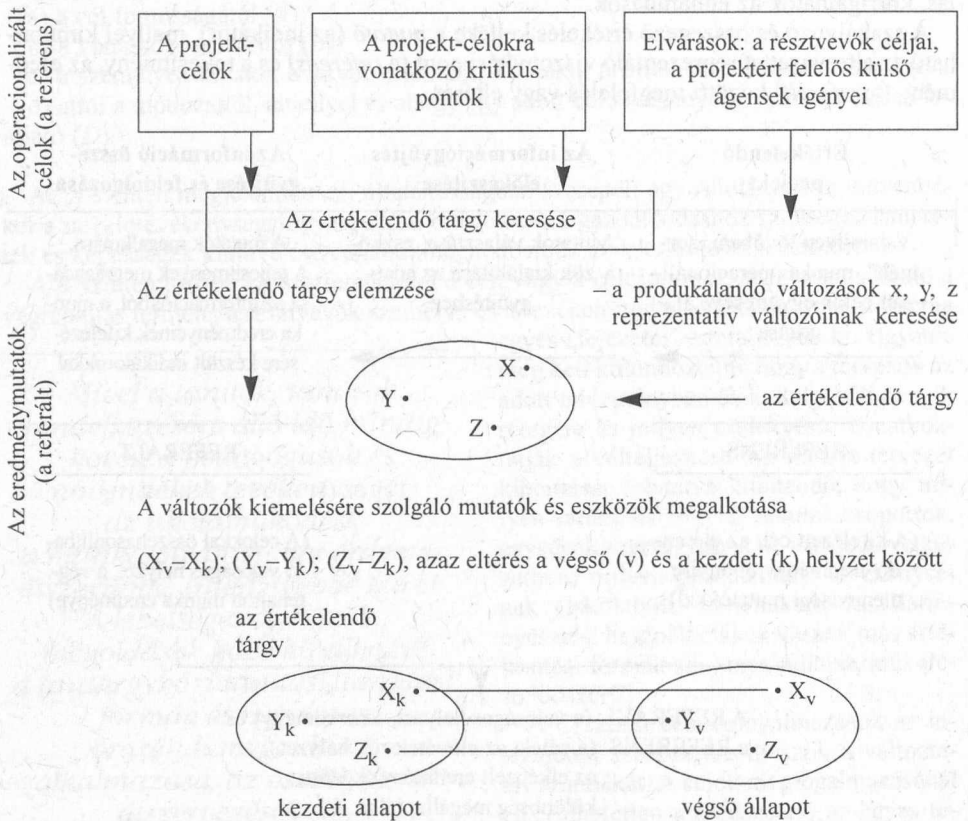 Az operacionalizált
célok (a referens)
A projekt-
célok
A projekt-célokra
vonatkozó kritikus
pontok
Elvárások: a résztvevők céljai,
a projektért felelős külső
ágensek igényei
Az értékelendő tárgy keresése
Az eredménymutatók
(a referált)
Az értékelendő tárgy elemzése
A produkálandó változások x, y, z
reprezentatív változóinak keresése
X •
Y •
Z •
az értékelendő tárgy
A változók kiemelésére szolgáló mutatók és eszközök megalkotása
(Xv–Xk); (Yv–Yk); (Zv–Zk), azaz eltérés a végső (v) és a kezdeti (k) helyzet között
az értékelendő
tárgy
Xk •
Yk •
Zk •
• Xv
• Yv
• Zv
kezdeti állapot
végső állapot